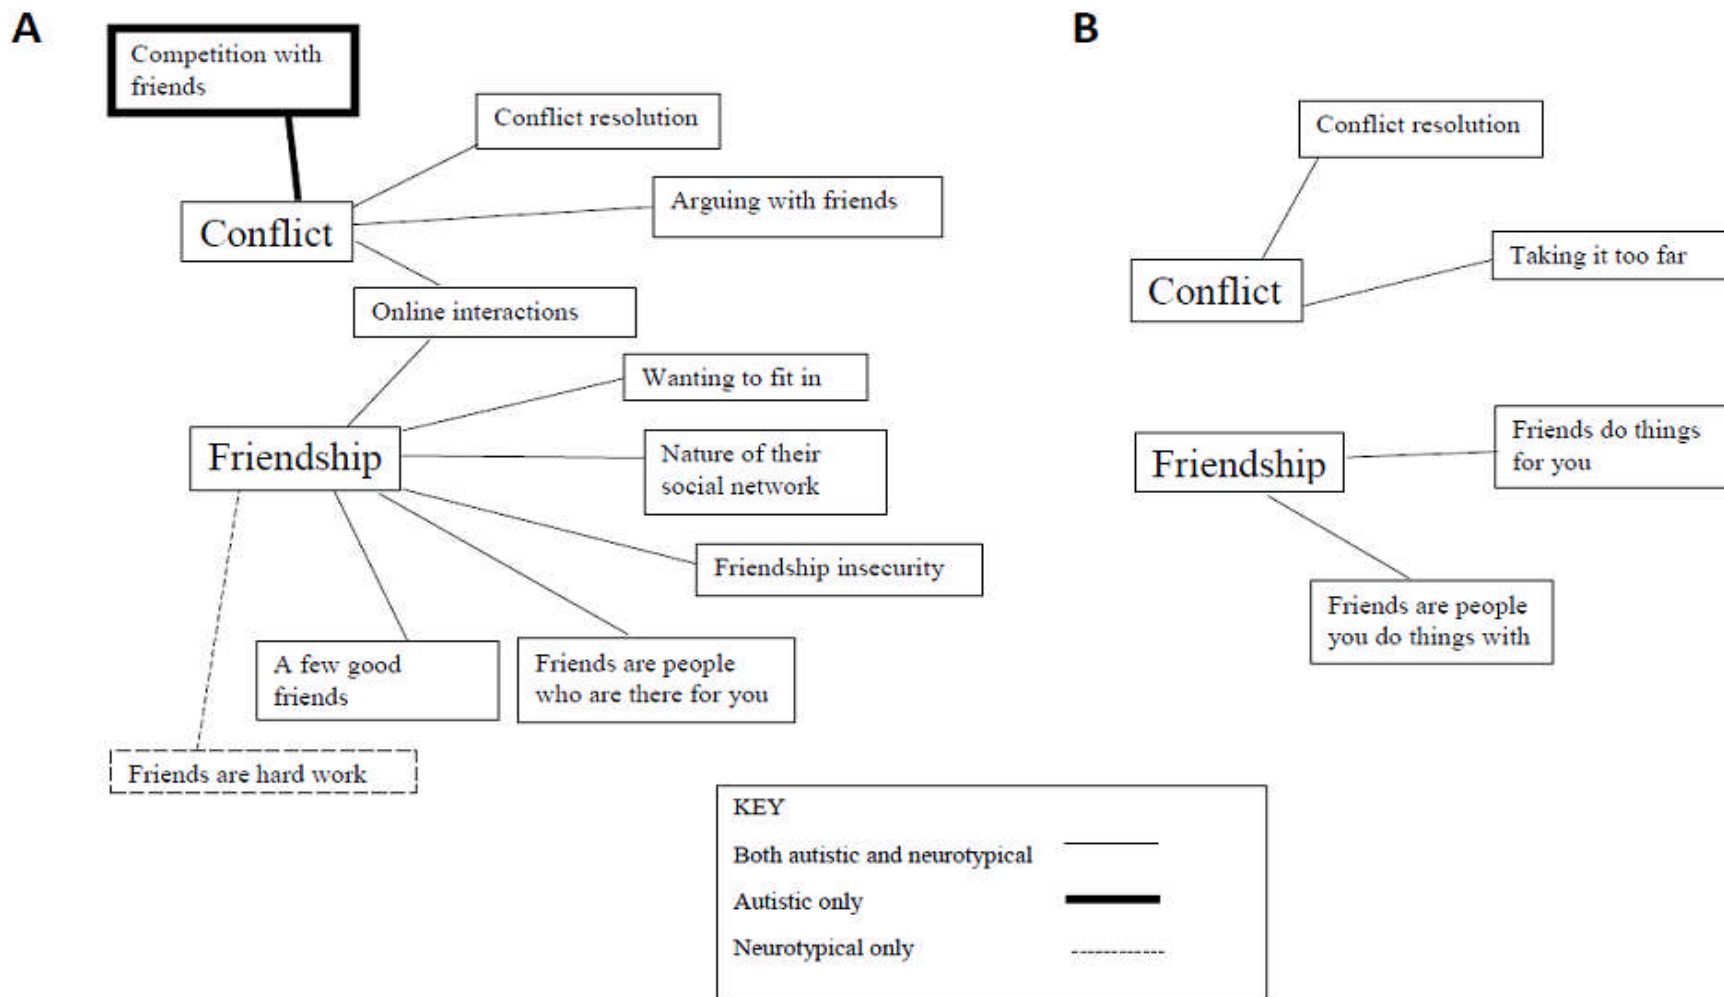 A
Competition with
friends
Conflict resolution
Arguing with friends
Conflict
Online interactions
Wanting to fit in
Friendship
Nature of their
social network
Friendship insecurity
A few good
friends
Friends are people
who are there for you
Friends are hard work
B
Conflict resolution
Taking it too far
Conflict
Friends do things
for you
Friendship
Friends are people
you do things with
KEY
Both autistic and neurotypical
Autistic only
Neurotypical only